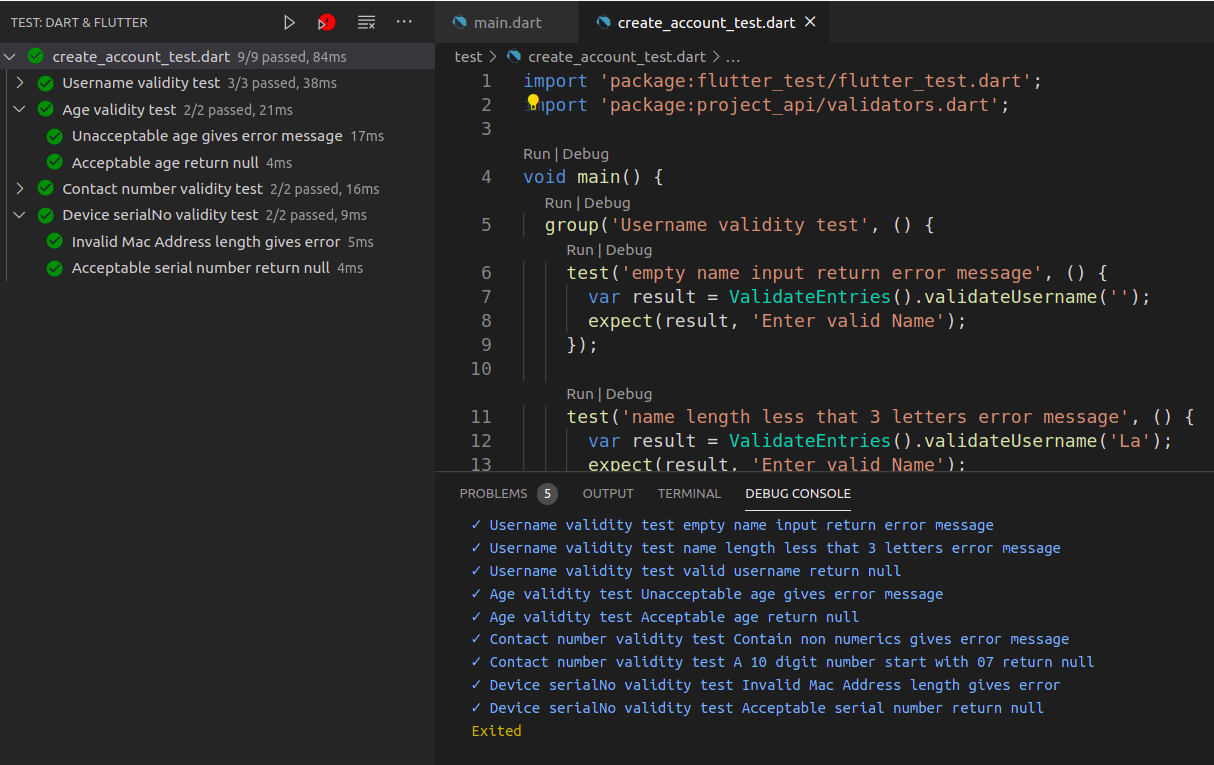 TEST: DART & FLUTTER
create_account_test.dart 9/9 passed, 84ms
Username validity test 3/3 passed, 38ms
Age validity test 2/2 passed, 21ms
Unacceptable age gives error message 17ms
Acceptable age return null 4ms
Contact number validity test 2/2 passed, 16ms
Device serialNo validity test 2/2 passed, 9ms
Invalid Mac Address length gives error 5ms
Acceptable serial number return null 4ms
main.dart
create_account_test.dart
test > create_account_test.dart > ...
1 import 'package:flutter_test/flutter_test.dart';
2 import 'package:project_api/validators.dart';
3
Run | Debug
4 void main() {
Run | Debug
5 group('Username validity test', () {
Run | Debug
6 test('empty name input return error message', () {
7 var result = ValidateEntries().validateUsername('');
8 expect(result, 'Enter valid Name');
9 });
10
Run | Debug
11 test('name length less that 3 letters error message', () {
12 var result = ValidateEntries().validateUsername('La');
13 expect(result, 'Enter valid Name');
PROBLEMS 5 OUTPUT TERMINAL DEBUG CONSOLE
✓ Username validity test empty name input return error message
✓ Username validity test name length less that 3 letters error message
✓ Username validity test valid username return null
✓ Age validity test Unacceptable age gives error message
✓ Age validity test Acceptable age return null
✓ Contact number validity test Contain non numerics gives error message
✓ Contact number validity test A 10 digit number start with 07 return null
✓ Device serialNo validity test Invalid Mac Address length gives error
✓ Device serialNo validity test Acceptable serial number return null
Exited